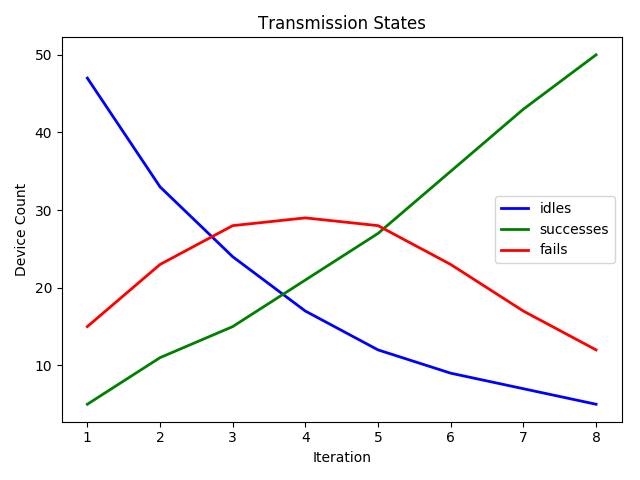 Transmission States
Device Count
50
40
30
20
10
idles
successes
fails
1 2 3 4 5 6 7 8
Iteration